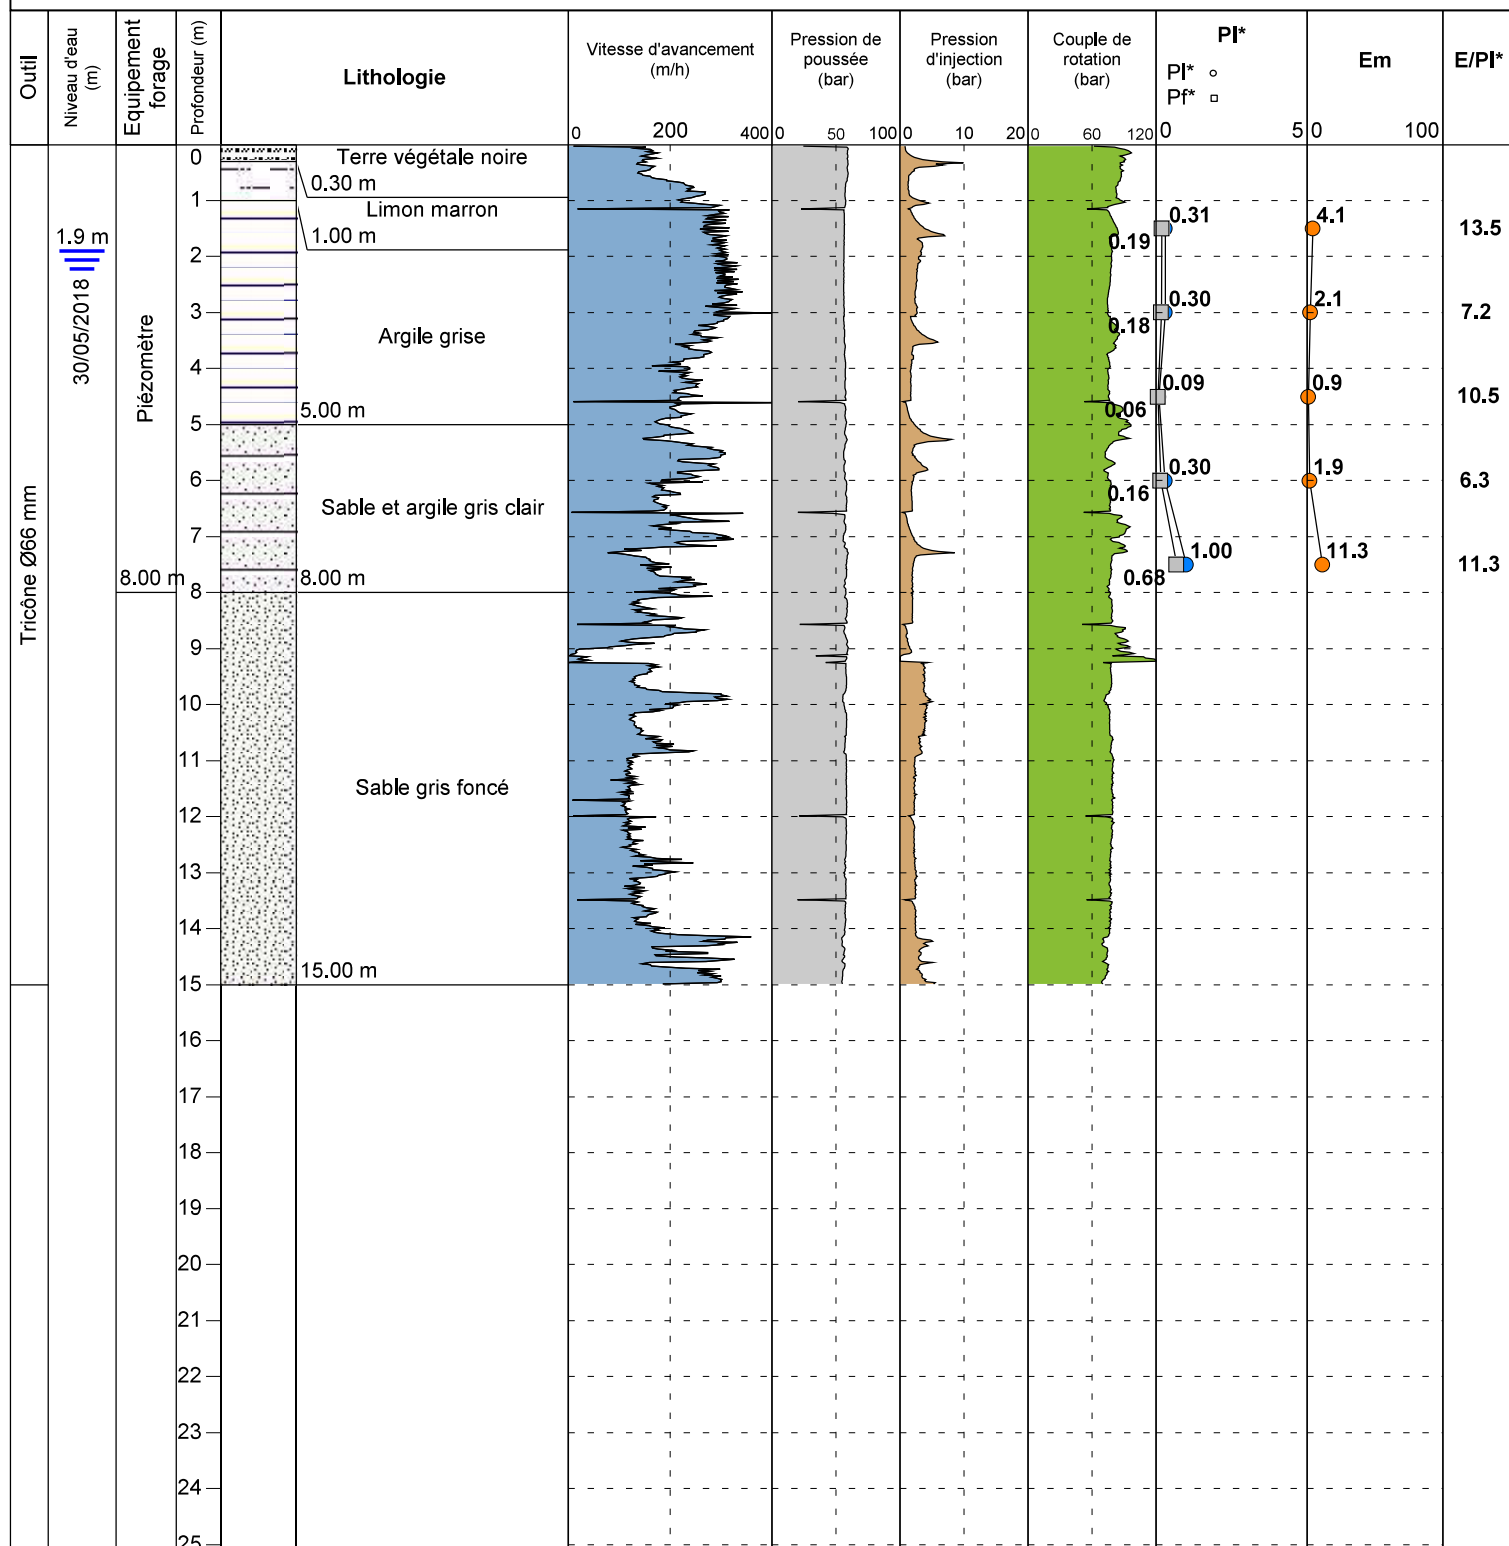 Outil
Niveau d'eau
(m)
Equipement
forage
Profondeur (m)
Lithologie
Vitesse d'avancement
(m/h)
0 200 400
Pression de
poussée
(bar)
0 50 100
Pression
d'injection
(bar)
0 10 20
Couple de
rotation
(bar)
0 60 120
Pl*
Pl*
Pf*
0 5
Em
0 100
E/Pl*
Tricône Ø66 mm
1.9 m
30/05/2018
Piézomètre
8.00 m
0
1
2
3
4
5
6
7
8
9
10
11
12
13
14
15
16
17
18
19
20
21
22
23
24
25
Terre végétale noire
0.30 m
Limon marron
1.00 m
Argile grise
5.00 m
Sable et argile gris clair
8.00 m
Sable gris foncé
15.00 m
0.31
0.19
4.1
13.5
0.30
0.18
2.1
7.2
0.09
0.06
0.9
10.5
0.30
0.16
1.9
6.3
1.00
0.68
11.3
11.3